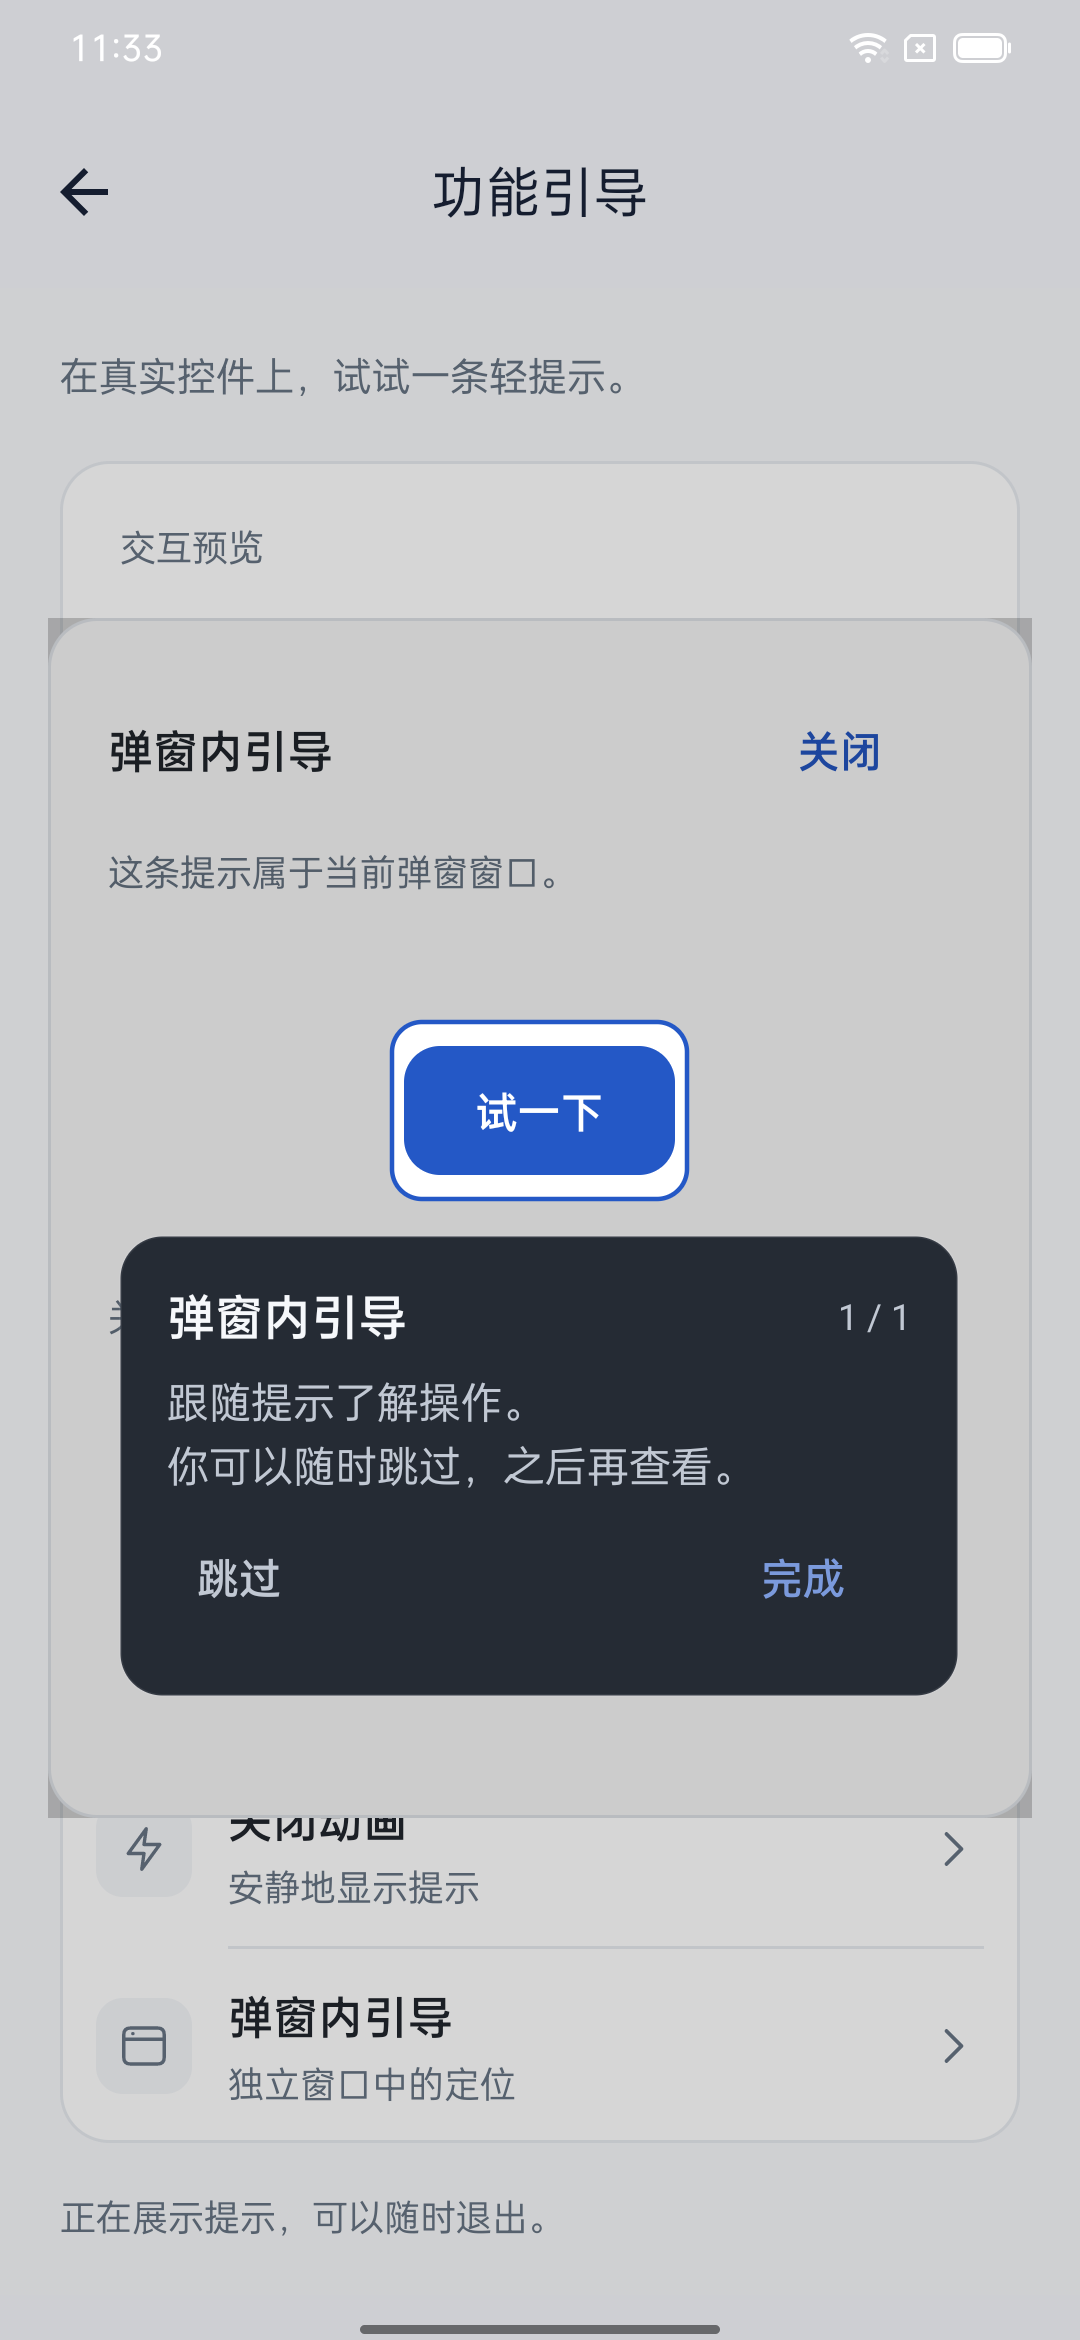 11:33
功能引导
在真实控件上，试试一条轻提示。
交互预览
弹窗内引导
关闭
这条提示属于当前弹窗窗口。
试一下
弹窗内引导
1 / 1
跟随提示了解操作。
你可以随时跳过，之后再查看。
跳过
完成
关闭动画
安静地显示提示
弹窗内引导
独立窗口中的定位
正在展示提示，可以随时退出。